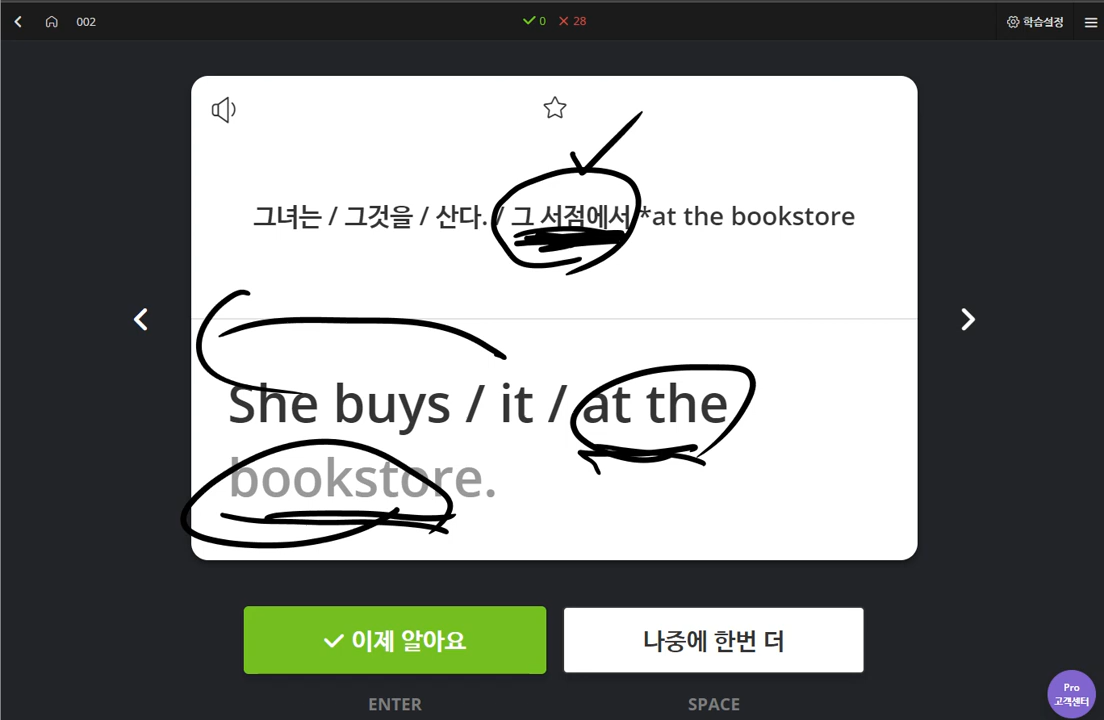 002
0
28
학습설정
그녀는 / 그것을 / 산다. / 그 서점에서 *at the bookstore
She buys / it / at the
bookstore.
이제 알아요
나중에 한번 더
ENTER
SPACE
Pro
고객센터